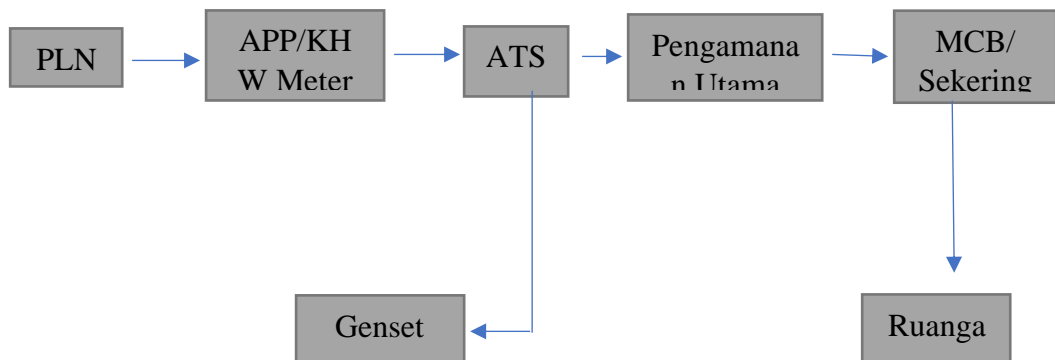 PLN
APP/KH
W Meter
ATS
Pengamana
n Utama
MCB/
Sekering
Genset
Ruanga